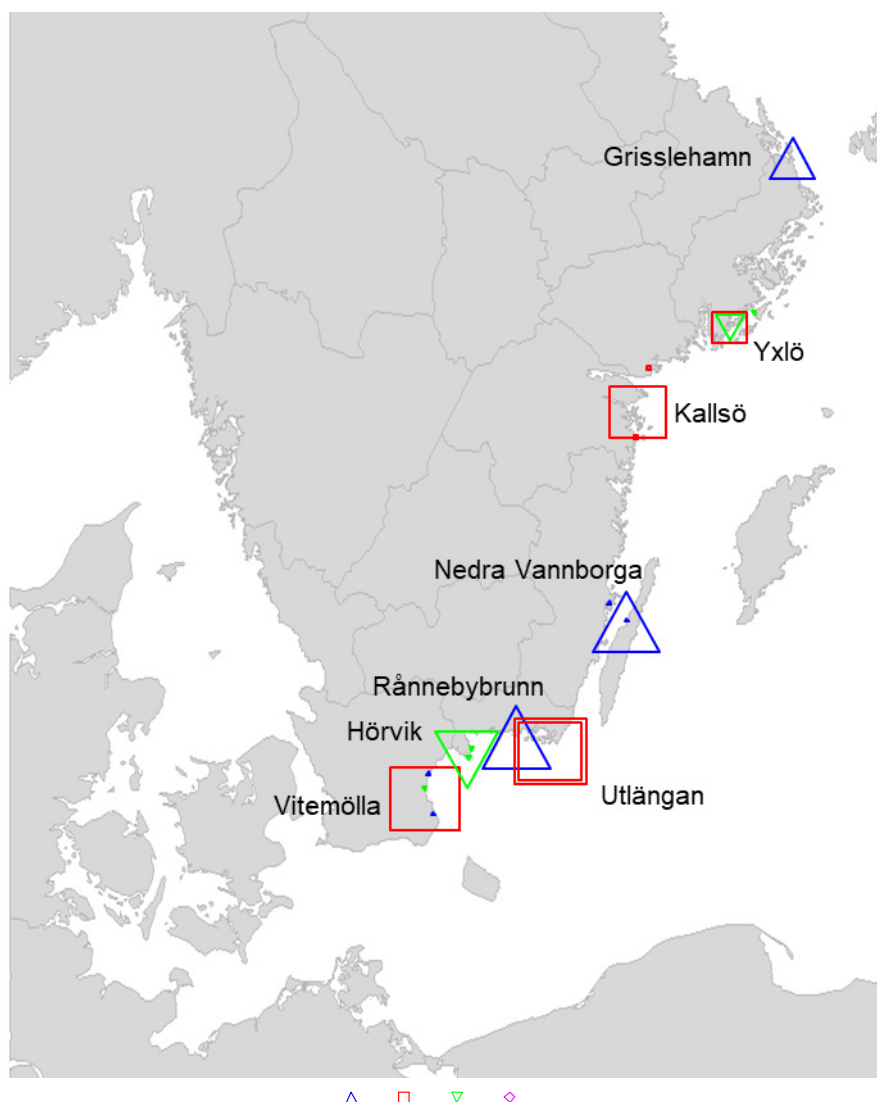 Grisslehamn
Yxlö
Kallsö
Nedra Vannborga
Rånnebybrunn
Hörvik
Vitemölla
Utlängan